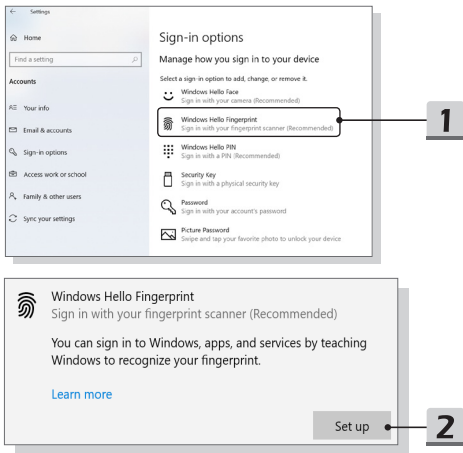 Settings
Home
Sign-in options
Find a setting
Manage how you sign in to your device
Accounts
Select a sign-in option to add, change, or remove it.
Windows Hello Face
Sign in with your camera (Recommended)
Your info
Windows Hello Fingerprint
Sign in with your fingerprint scanner (Recommended)
1
Email & accounts
Windows Hello PIN
Sign in with a PIN (Recommended)
Sign-in options
Security Key
Sign in with a physical security key
Access work or school
Password
Sign in with your account's password
Family & other users
Sync your settings
Picture Password
Swipe and tap your favorite photo to unlock your device
Windows Hello Fingerprint
Sign in with your fingerprint scanner (Recommended)
You can sign in to Windows, apps, and services by teaching
Windows to recognize your fingerprint.
Learn more
Set up
2